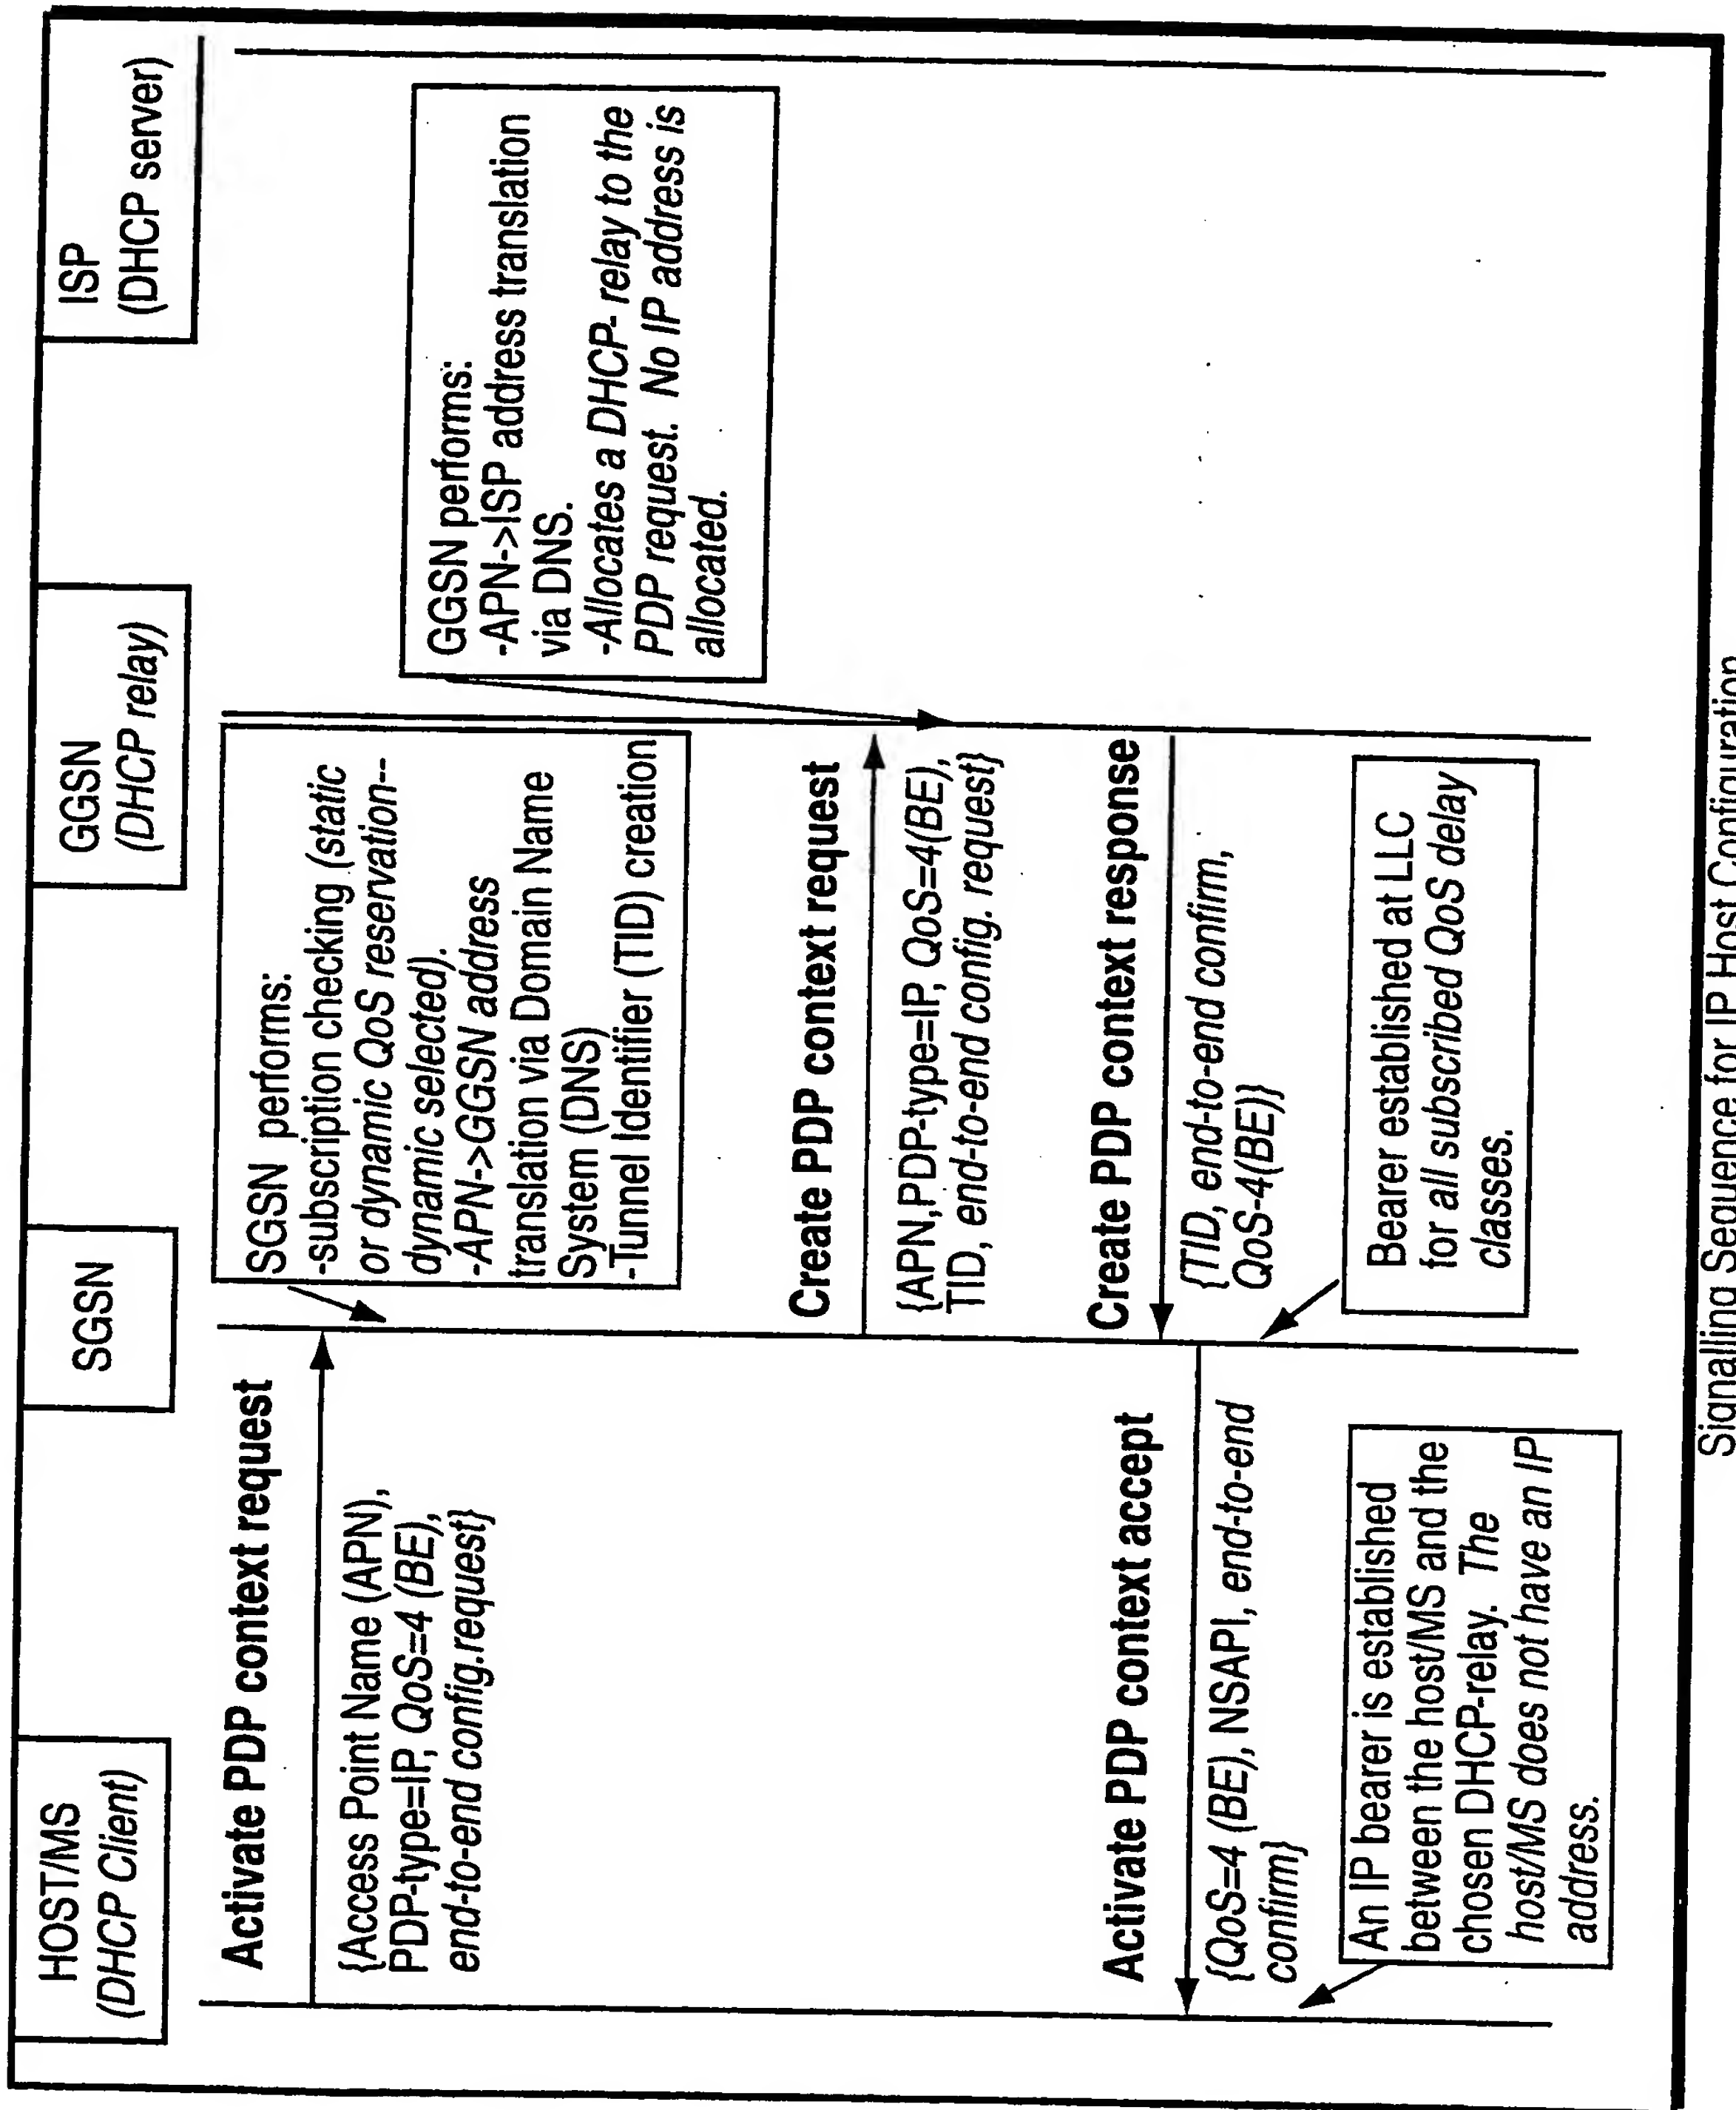 HOST/MS
(DHCP Client)
SGSN
GGSN
(DHCP relay)
ISP
(DHCP server)
Activate PDP context request
{Access Point Name (APN),
PDP-type=IP, QoS=4 (BE),
end-to-end config.request}
SGSN performs:
-subscription checking (static
or dynamic QoS reservation--
dynamic selected).
-APN->GGSN address
translation via Domain Name
System (DNS)
-Tunnel Identifier (TID) creation
Create PDP context request
{APN,PDP-type=IP, QoS=4(BE),
TID, end-to-end config. request}
GGSN performs:
-APN->ISP address translation
via DNS.
-Allocates a DHCP- relay to the
PDP request. No IP address is
allocated.
Create PDP context response
{TID, end-to-end confirm,
QoS-4(BE)}
Bearer established at LLC
for all subscribed QoS delay
classes.
Activate PDP context accept
{QoS=4 (BE), NSAPI, end-to-end
confirm}
An IP bearer is established
between the host/MS and the
chosen DHCP-relay. The
host/MS does not have an IP
address.
Signalling Sequence for IP Host Configuration